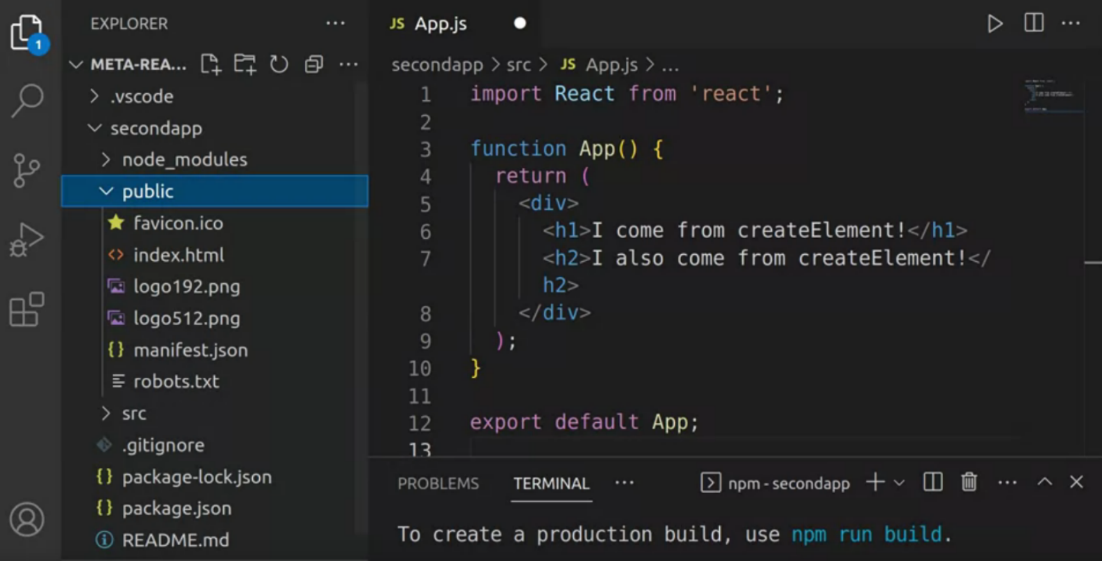 EXPLORER ...
META-REA... ...
.vscode
secondapp
node_modules
public
favicon.ico
index.html
logo192.png
logo512.png
manifest.json
robots.txt
src
.gitignore
package-lock.json
package.json
README.md
1
JS App.js
secondapp > src > JS App.js > ...
1 import React from 'react';
2
3 function App() {
4 return (
5 <div>
6 <h1>I come from createElement!</h1>
7 <h2>I also come from createElement!</
h2>
8 </div>
9 );
10 }
11
12 export default App;
13
PROBLEMS TERMINAL ... npm - secondapp ...
To create a production build, use npm run build.